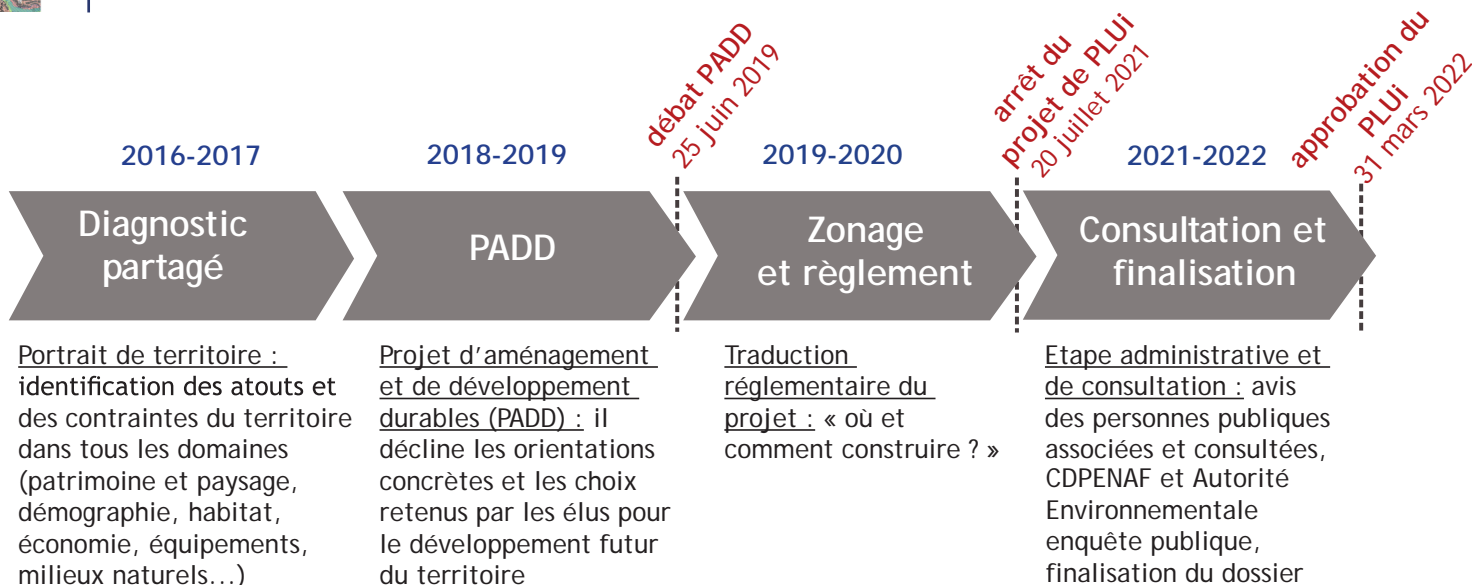 débat PADD
25 juin 2019
arrêt du
projet de PLUi
20 juillet 2021
approbation du
PLUi
31 mars 2022
2016-2017
2018-2019
2019-2020
2021-2022
Diagnostic
partagé
PADD
Zonage
et règlement
Consultation et
finalisation
Portrait de territoire :
identification des atouts et
des contraintes du territoire
dans tous les domaines
(patrimoine et paysage,
démographie, habitat,
économie, équipements,
milieux naturels...)
Projet d'aménagement
et de développement
durables (PADD) : il
décline les orientations
concrètes et les choix
retenus par les élus pour
le développement futur
du territoire
Traduction
réglementaire du
projet : « où et
comment construire ? »
Etape administrative et
de consultation : avis
des personnes publiques
associées et consultées,
CDPENAF et Autorité
Environnementale
enquête publique,
finalisation du dossier